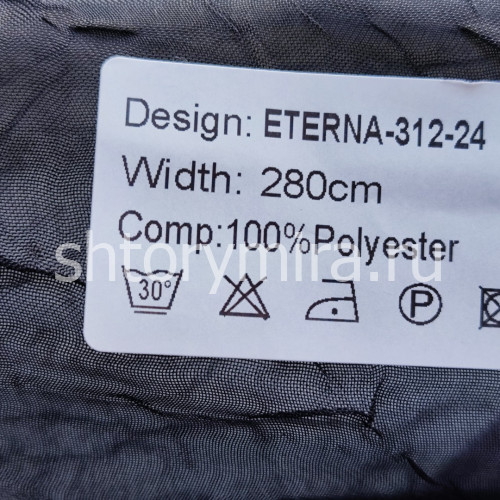 Design: ETERNA-312-24
Width: 280cm
Comp:100%Polyester
shtorymira.ru
30°
P